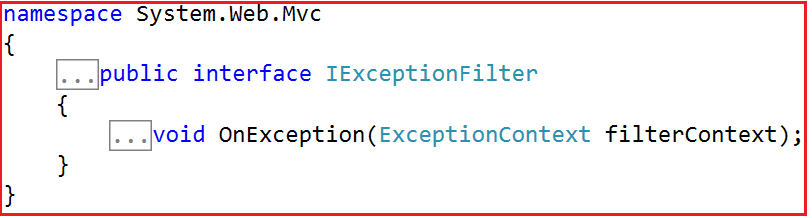 namespace System.Web.Mvc
{
...public interface IExceptionFilter
{
...void OnException(ExceptionContext filterContext);
}
}